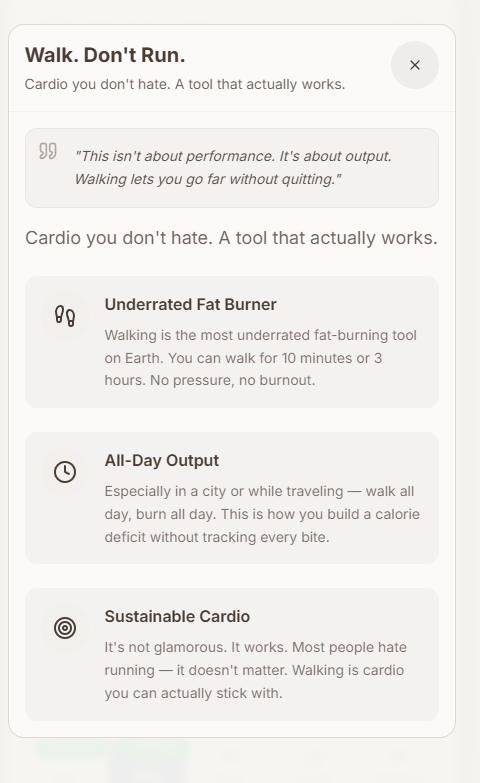 Walk. Don't Run.
Cardio you don't hate. A tool that actually works.
"This isn't about performance. It's about output.
Walking lets you go far without quitting."
Cardio you don't hate. A tool that actually works.
Underrated Fat Burner
Walking is the most underrated fat-burning tool
on Earth. You can walk for 10 minutes or 3
hours. No pressure, no burnout.
All-Day Output
Especially in a city or while traveling — walk all
day, burn all day. This is how you build a calorie
deficit without tracking every bite.
Sustainable Cardio
It's not glamorous. It works. Most people hate
running — it doesn't matter. Walking is cardio
you can actually stick with.